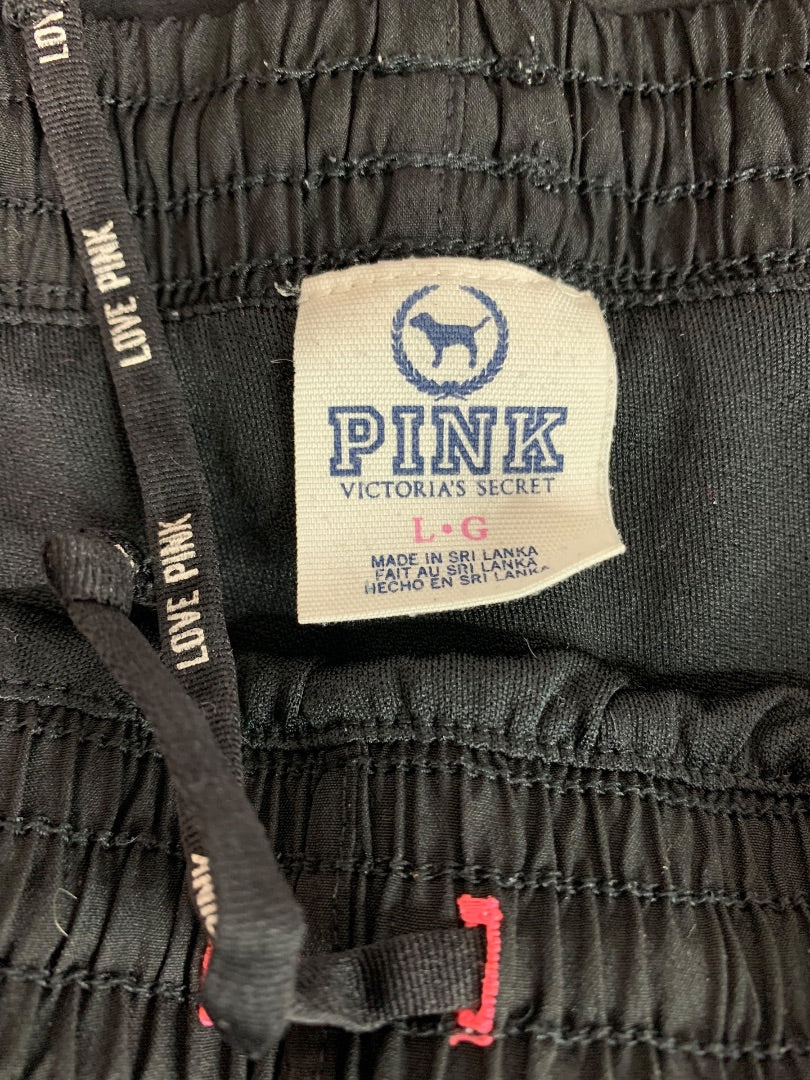 LOV
LOVE PINK
LOVE PINK
PINK
PINK
VICTORIA'S SECRET
L•G
MADE IN SRI LANKA
FAIT AU SRI LANKA
HECHO EN SRI LANKA